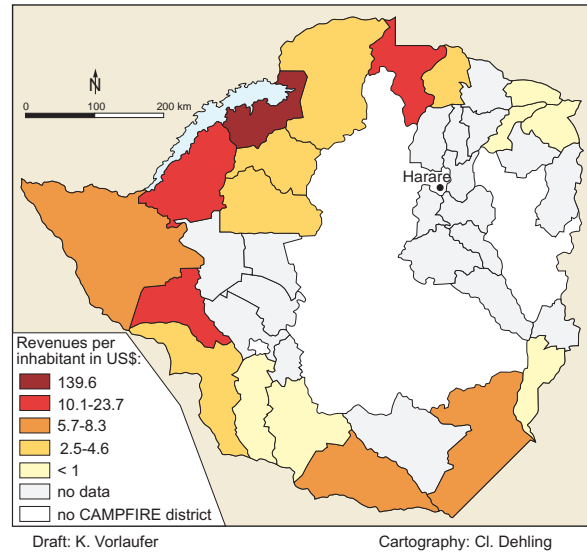 N
0 100 200 km
Harare
Revenues per
inhabitant in US$:
139.6
10.1-23.7
5.7-8.3
2.5-4.6
< 1
no data
no CAMPFIRE district
Draft: K. Vorlaufer Cartography: Cl. Dehling